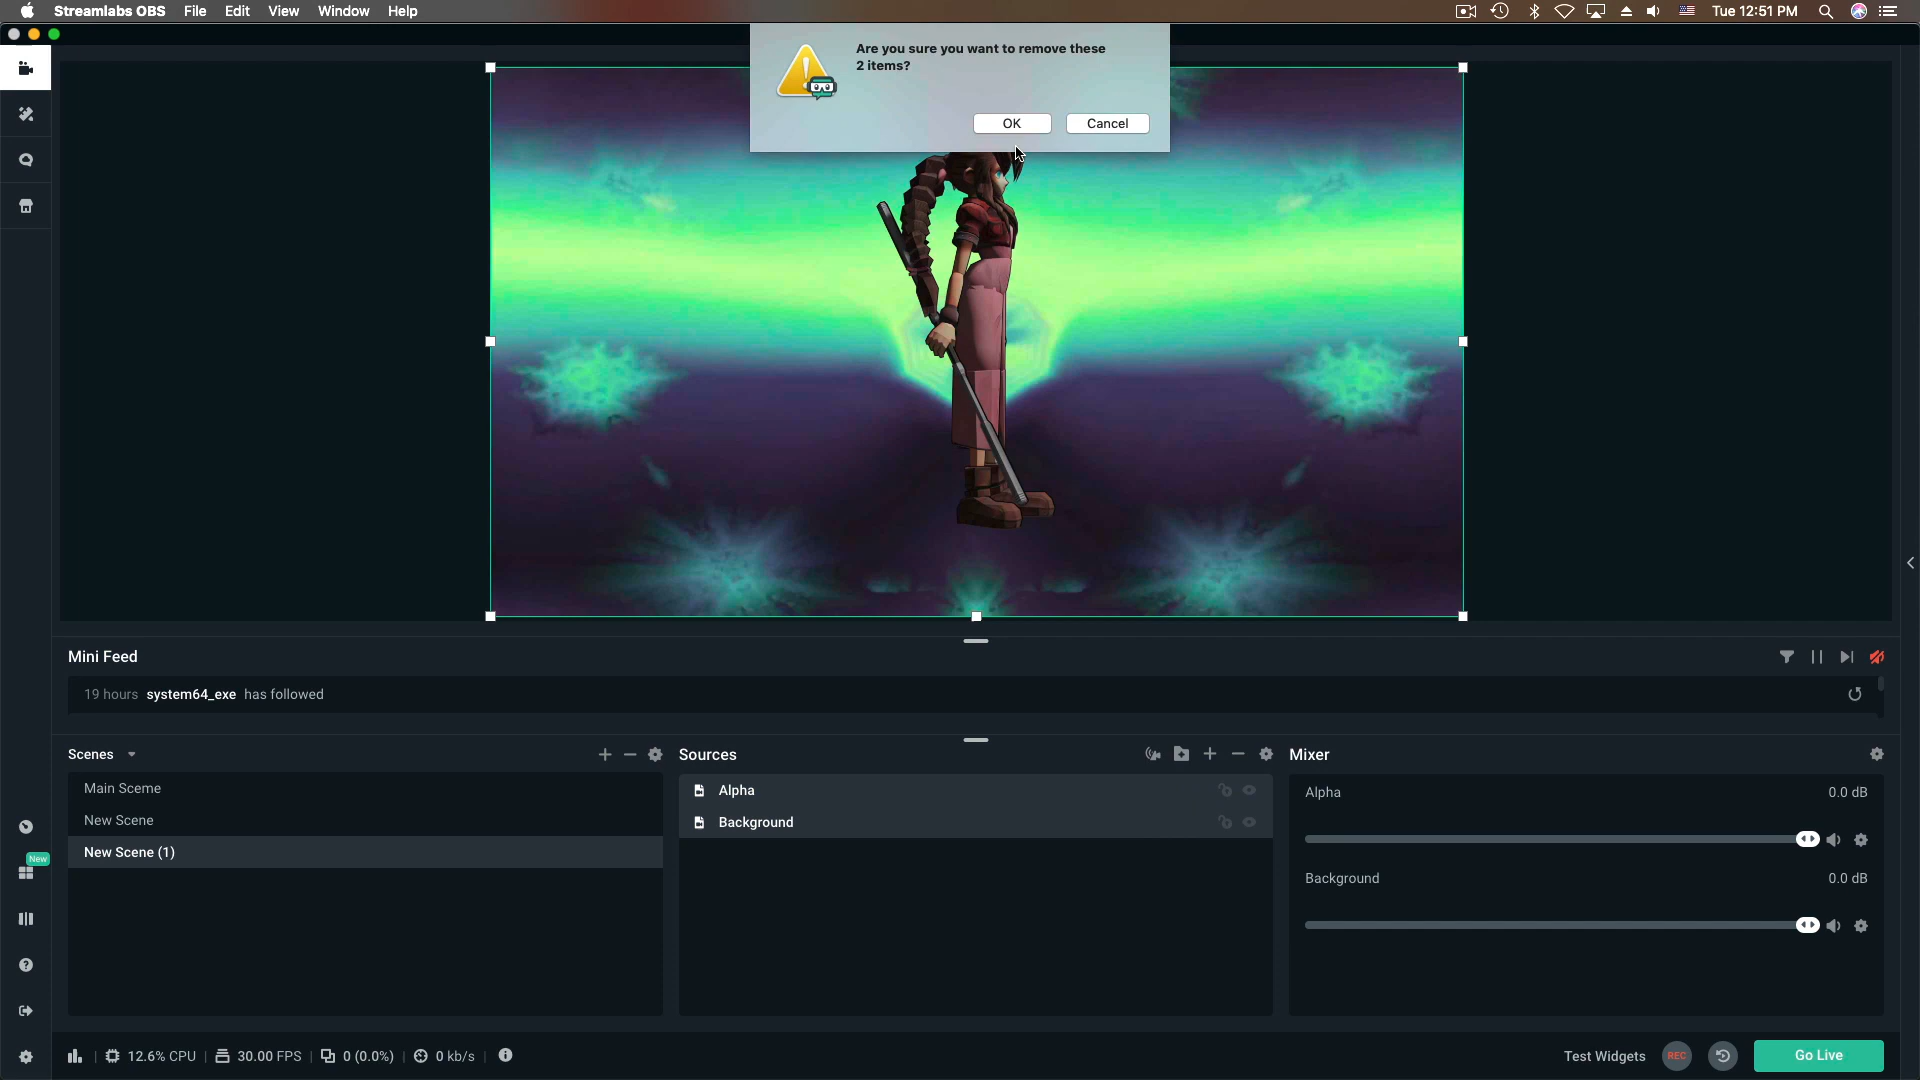 Streamlabs OBS File Edit View Window Help Tue 12:51 PM
Are you sure you want to remove these
2 items?
OK Cancel
Mini Feed
19 hours system64_exe has followed
Scenes
Main Sceme
New Scene
New Scene (1)
Sources
Alpha
Background
Mixer
Alpha 0.0 dB
Background 0.0 dB
New
12.6% CPU 30.00 FPS 0 (0.0%) 0 kb/s
Test Widgets REC Go Live